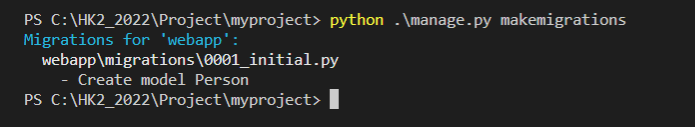 PS C:\HK2_2022\Project\myproject> python .\manage.py makemigrations
Migrations for 'webapp':
  webapp\migrations\0001_initial.py
    - Create model Person
PS C:\HK2_2022\Project\myproject>